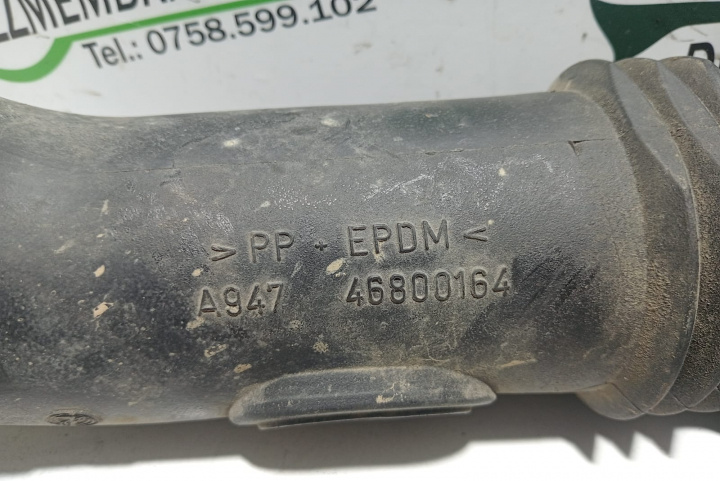 Tel.: 0758.599.102
> PP + EPDM <
A947 46800164